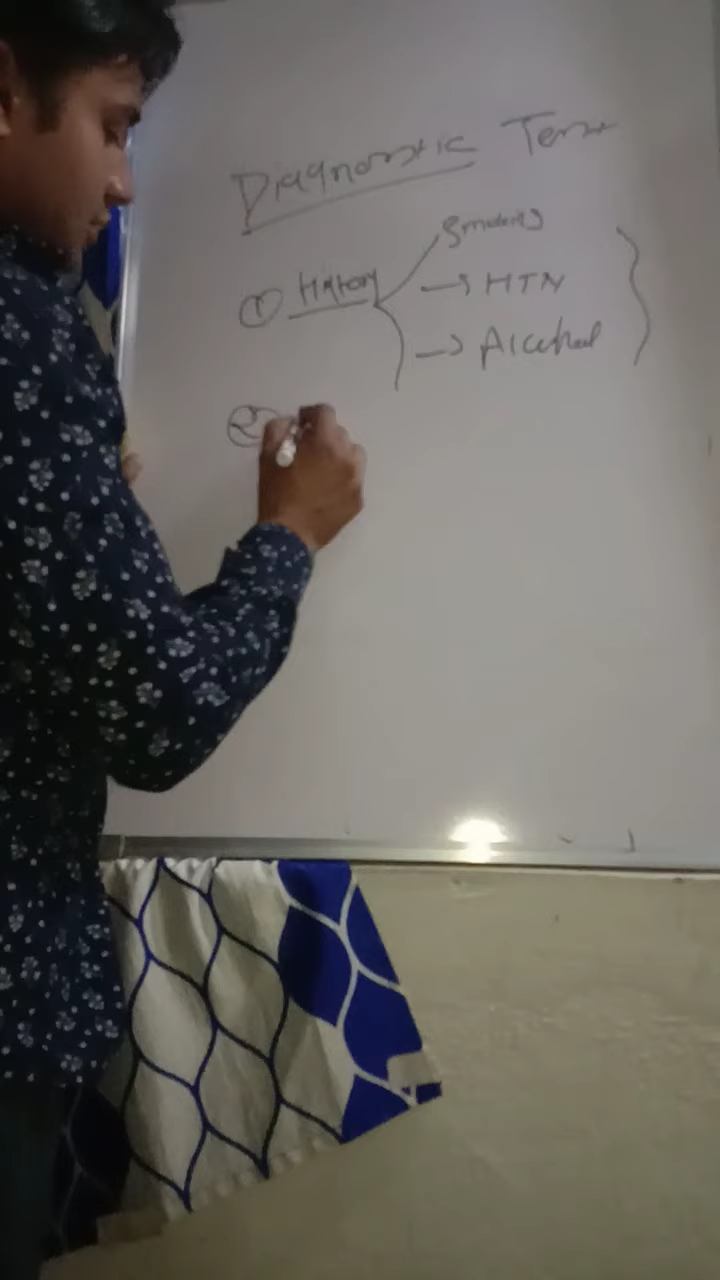 Diagnostic Test
① History Smoking
→ HTN
→ Alcohol
②